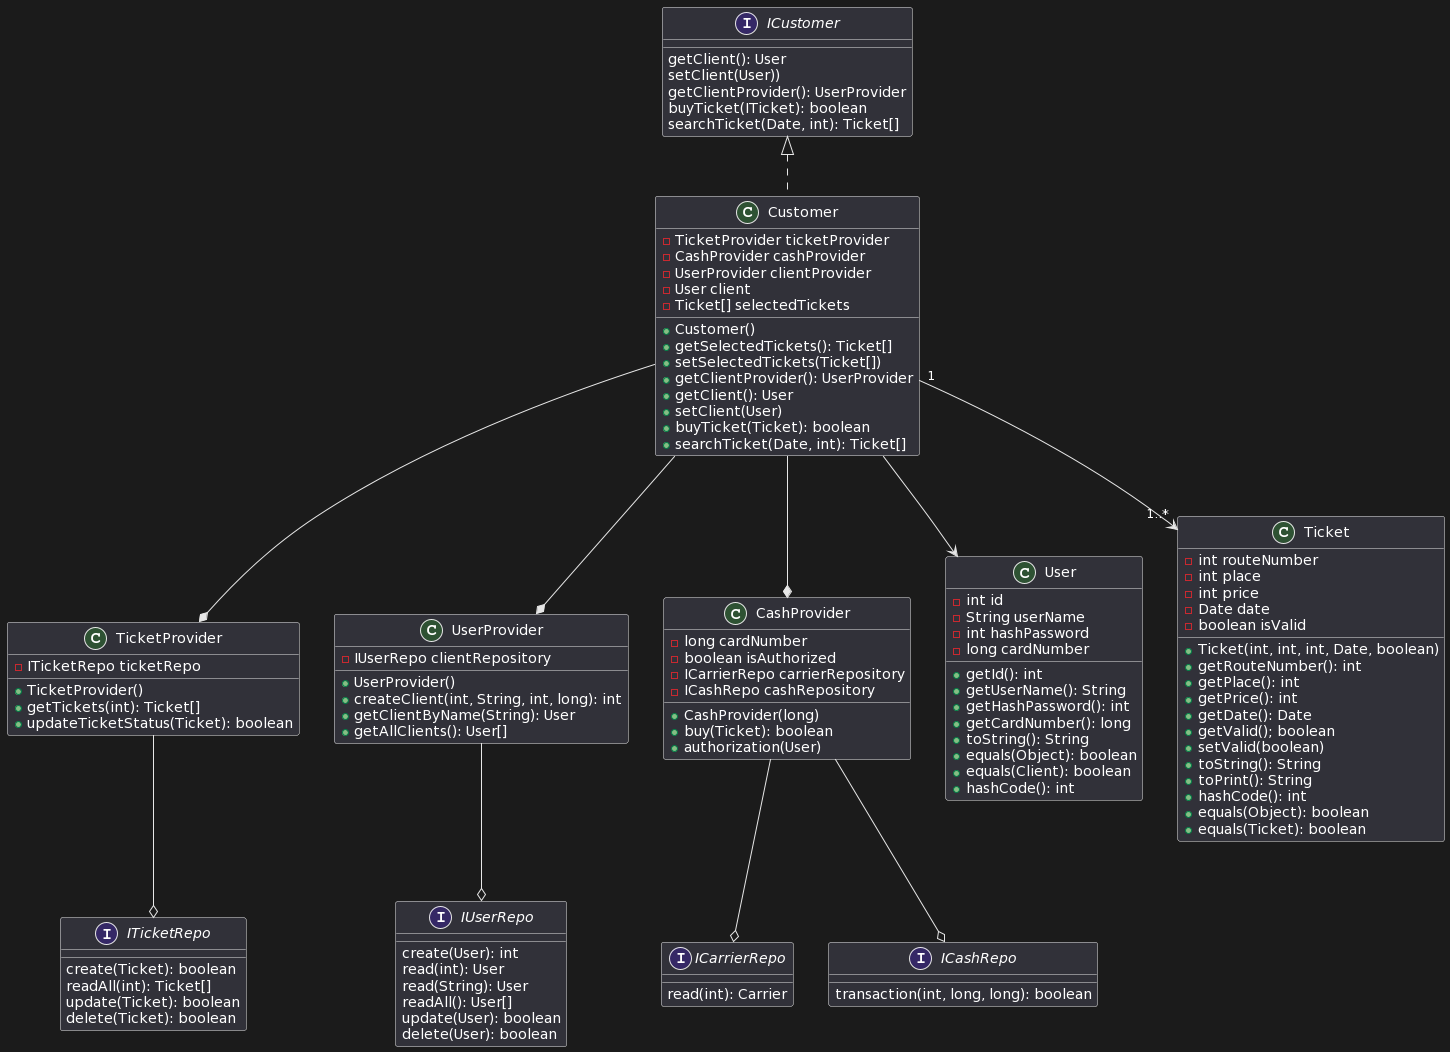 I ICustomer
getClient(): User
setClient(User))
getClientProvider(): UserProvider
buyTicket(ITicket): boolean
searchTicket(Date, int): Ticket[]
C Customer
TicketProvider ticketProvider
CashProvider cashProvider
UserProvider clientProvider
User client
Ticket[] selectedTickets
Customer()
getSelectedTickets(): Ticket[]
setSelectedTickets(Ticket[])
getClientProvider(): UserProvider
getClient(): User
setClient(User)
buyTicket(Ticket): boolean
searchTicket(Date, int): Ticket[]
1
1..*
C TicketProvider
ITicketRepo ticketRepo
TicketProvider()
getTickets(int): Ticket[]
updateTicketStatus(Ticket): boolean
C UserProvider
IUserRepo clientRepository
UserProvider()
createClient(int, String, int, long): int
getClientByName(String): User
getAllClients(): User[]
C CashProvider
long cardNumber
boolean isAuthorized
ICarrierRepo carrierRepository
ICashRepo cashRepository
CashProvider(long)
buy(Ticket): boolean
authorization(User)
C User
int id
String userName
int hashPassword
long cardNumber
getId(): int
getUserName(): String
getHashPassword(): int
getCardNumber(): long
toString(): String
equals(Object): boolean
equals(Client): boolean
hashCode(): int
C Ticket
int routeNumber
int place
int price
Date date
boolean isValid
Ticket(int, int, int, Date, boolean)
getRouteNumber(): int
getPlace(): int
getPrice(): int
getDate(): Date
getValid(); boolean
setValid(boolean)
toString(): String
toPrint(): String
hashCode(): int
equals(Object): boolean
equals(Ticket): boolean
I ITicketRepo
create(Ticket): boolean
readAll(int): Ticket[]
update(Ticket): boolean
delete(Ticket): boolean
I IUserRepo
create(User): int
read(int): User
read(String): User
readAll(): User[]
update(User): boolean
delete(User): boolean
I ICarrierRepo
read(int): Carrier
I ICashRepo
transaction(int, long, long): boolean